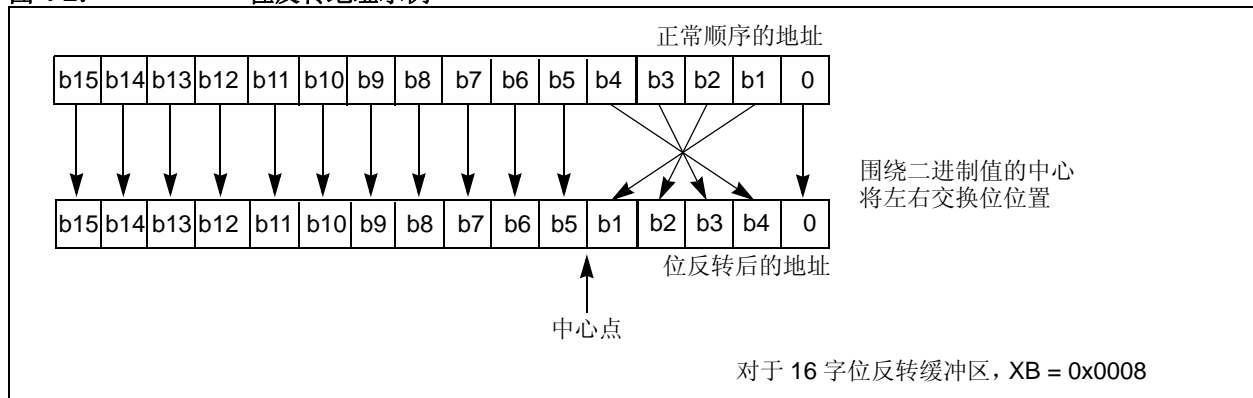 正常顺序的地址
b15 b14 b13 b12 b11 b10 b9 b8 b7 b6 b5 b4 b3 b2 b1 0
围绕二进制值的中心
将左右交换位位置
b15 b14 b13 b12 b11 b10 b9 b8 b7 b6 b5 b1 b2 b3 b4 0
位反转后的地址
中心点
对于 16 字位反转缓冲区，XB = 0x0008